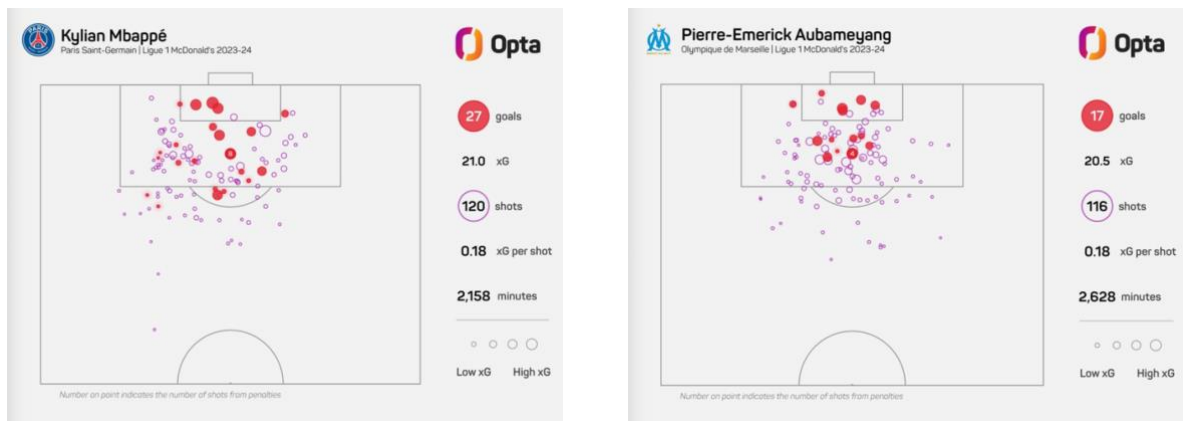 Kylian Mbappé
Paris Saint-Germain | Ligue 1 McDonald's 2023-24
Opta
27 goals
21.0 xG
120 shots
0.18 xG per shot
2,158 minutes
Low xG High xG
Number on point indicates the number of shots from penalties
Pierre-Emerick Aubameyang
Olympique de Marseille | Ligue 1 McDonald's 2023-24
Opta
17 goals
20.5 xG
116 shots
0.18 xG per shot
2,628 minutes
Low xG High xG
Number on point indicates the number of shots from penalties